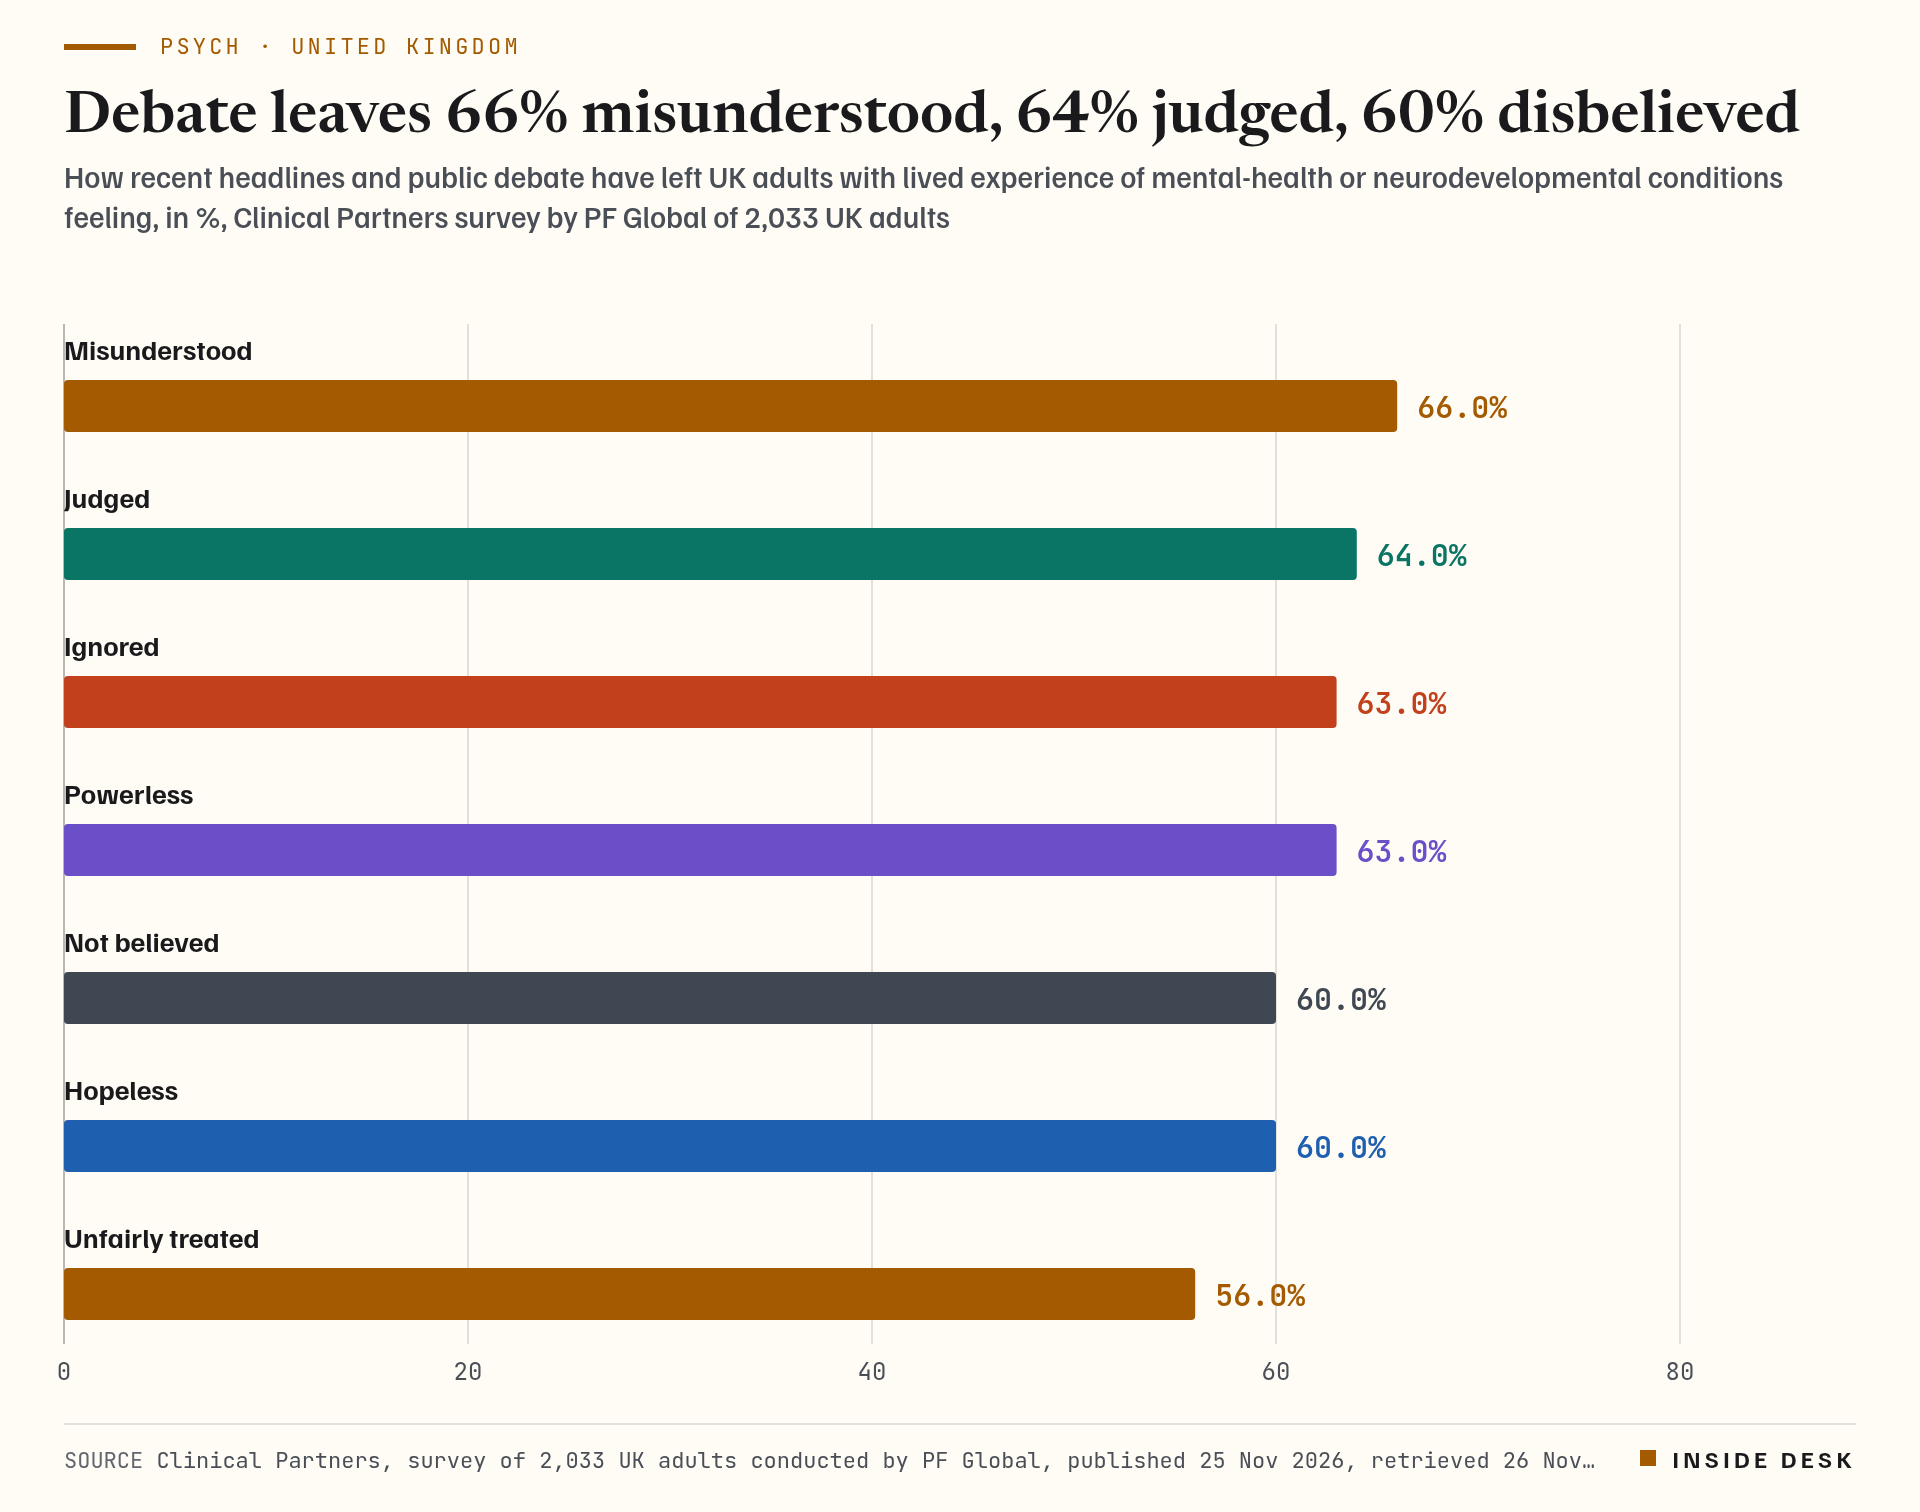 PSYCH · UNITED KINGDOM
Debate leaves 66% misunderstood, 64% judged, 60% disbelieved
How recent headlines and public debate have left UK adults with lived experience of mental-health or neurodevelopmental conditions
feeling, in %, Clinical Partners survey by PF Global of 2,033 UK adults
Misunderstood
66.0%
Judged
64.0%
Ignored
63.0%
Powerless
63.0%
Not believed
60.0%
Hopeless
60.0%
Unfairly treated
56.0%
0 20 40 60 80
SOURCE Clinical Partners, survey of 2,033 UK adults conducted by PF Global, published 25 Nov 2026, retrieved 26 Nov…
INSIDE DESK